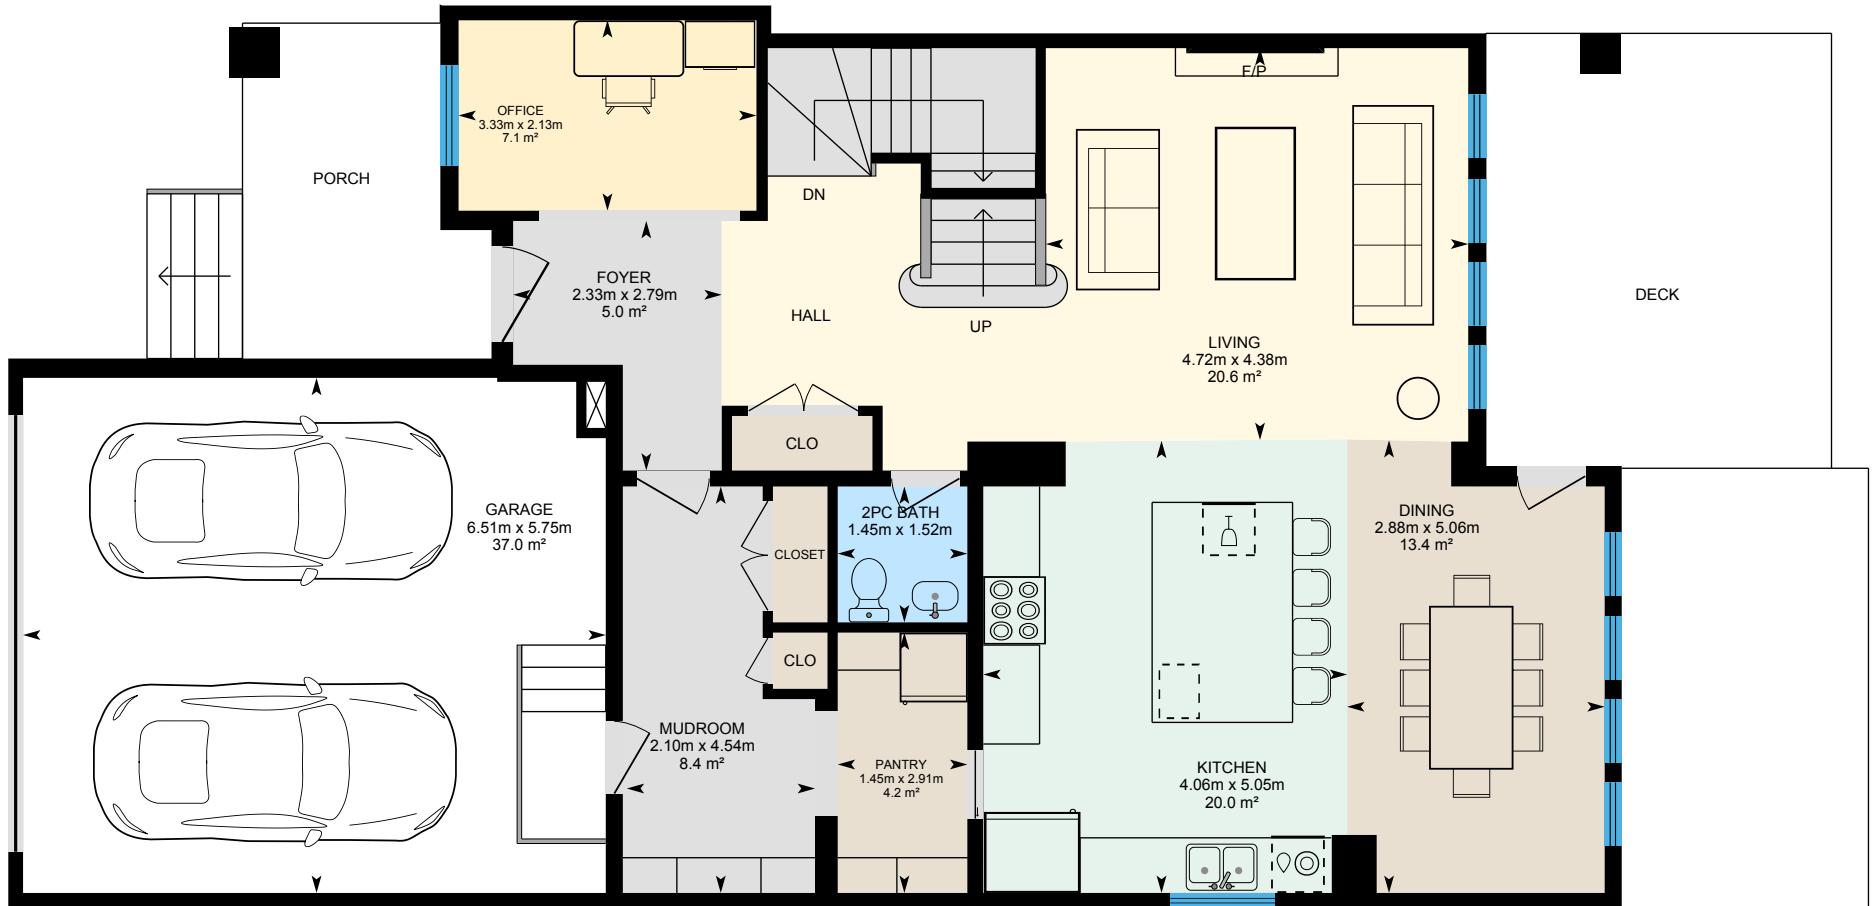 OFFICE
3.33m x 2.13m
7.1 m²
F/P
PORCH
DN
FOYER
2.33m x 2.79m
5.0 m²
HALL
UP
LIVING
4.72m x 4.38m
20.6 m²
DECK
CLO
GARAGE
6.51m x 5.75m
37.0 m²
2PC BATH
1.45m x 1.52m
DINING
2.88m x 5.06m
13.4 m²
CLOSET
CLO
MUDROOM
2.10m x 4.54m
8.4 m²
PANTRY
1.45m x 2.91m
4.2 m²
KITCHEN
4.06m x 5.05m
20.0 m²